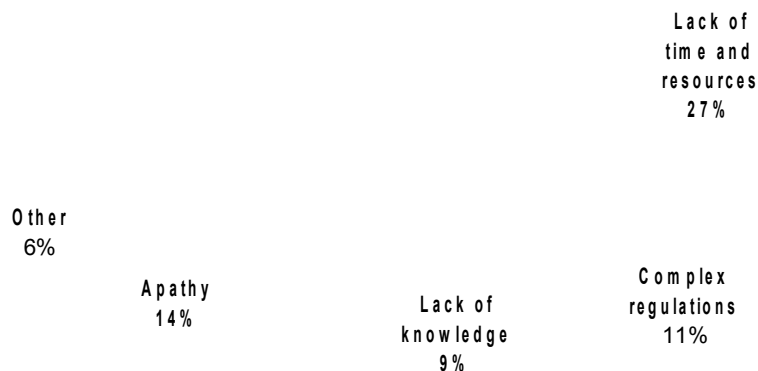 Lack of
time and
resources
27%
Other
6%
Apathy
14%
Lack of
knowledge
9%
Complex
regulations
11%